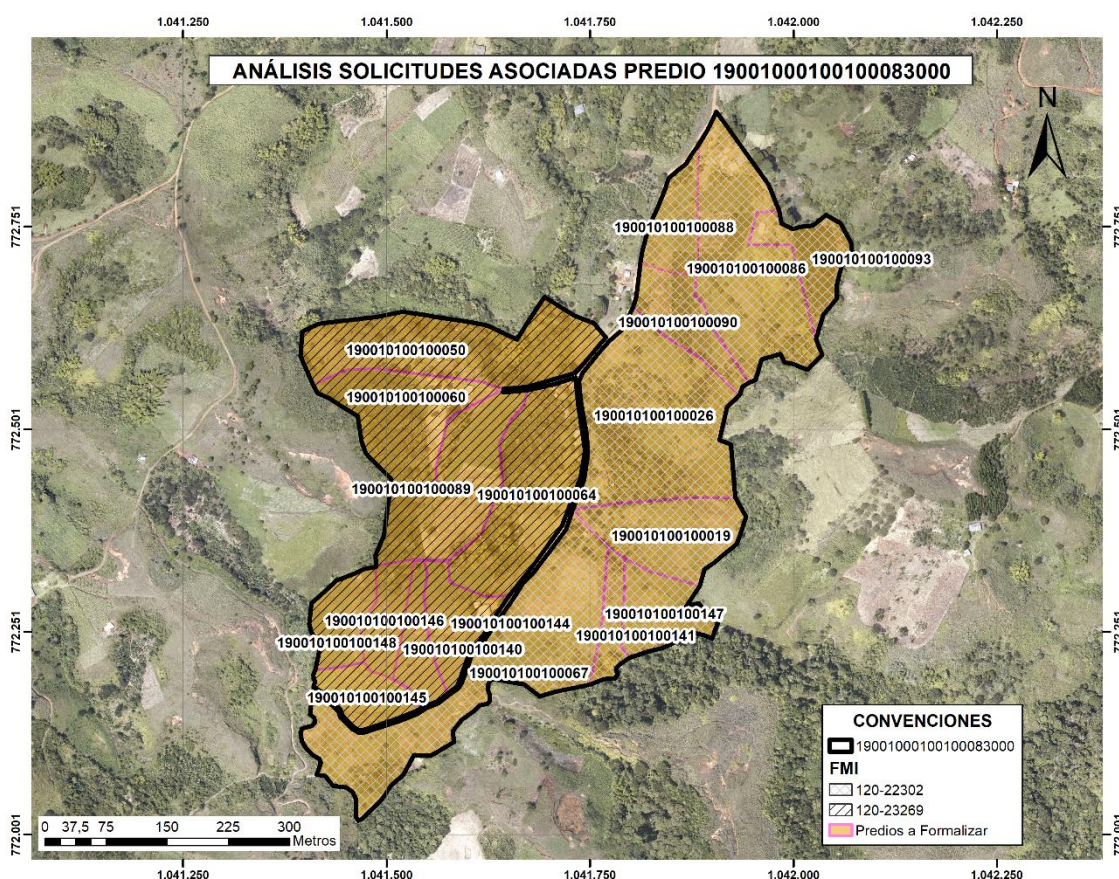 1.041.250 1.041.500 1.041.750 1.042.000 1.042.250
ANÁLISIS SOLICITUDES ASOCIADAS PREDIO 19001000100100083000
N
772.751 772.751
190010100100088
190010100100093
190010100100086
190010100100090
190010100100050
190010100100060
190010100100026
772.501 772.501
190010100100089
190010100100064
190010100100019
190010100100147
190010100100146
190010100100144
772.251 772.251
190010100100141
190010100100148
190010100100140
190010100100067
190010100100145
CONVENCIONES
19001000100100083000
FMI
120-22302
120-23269
Predios a Formalizar
0 37,5 75 150 225 300
Metros
772.001 772.001
1.041.250 1.041.500 1.041.750 1.042.000 1.042.250